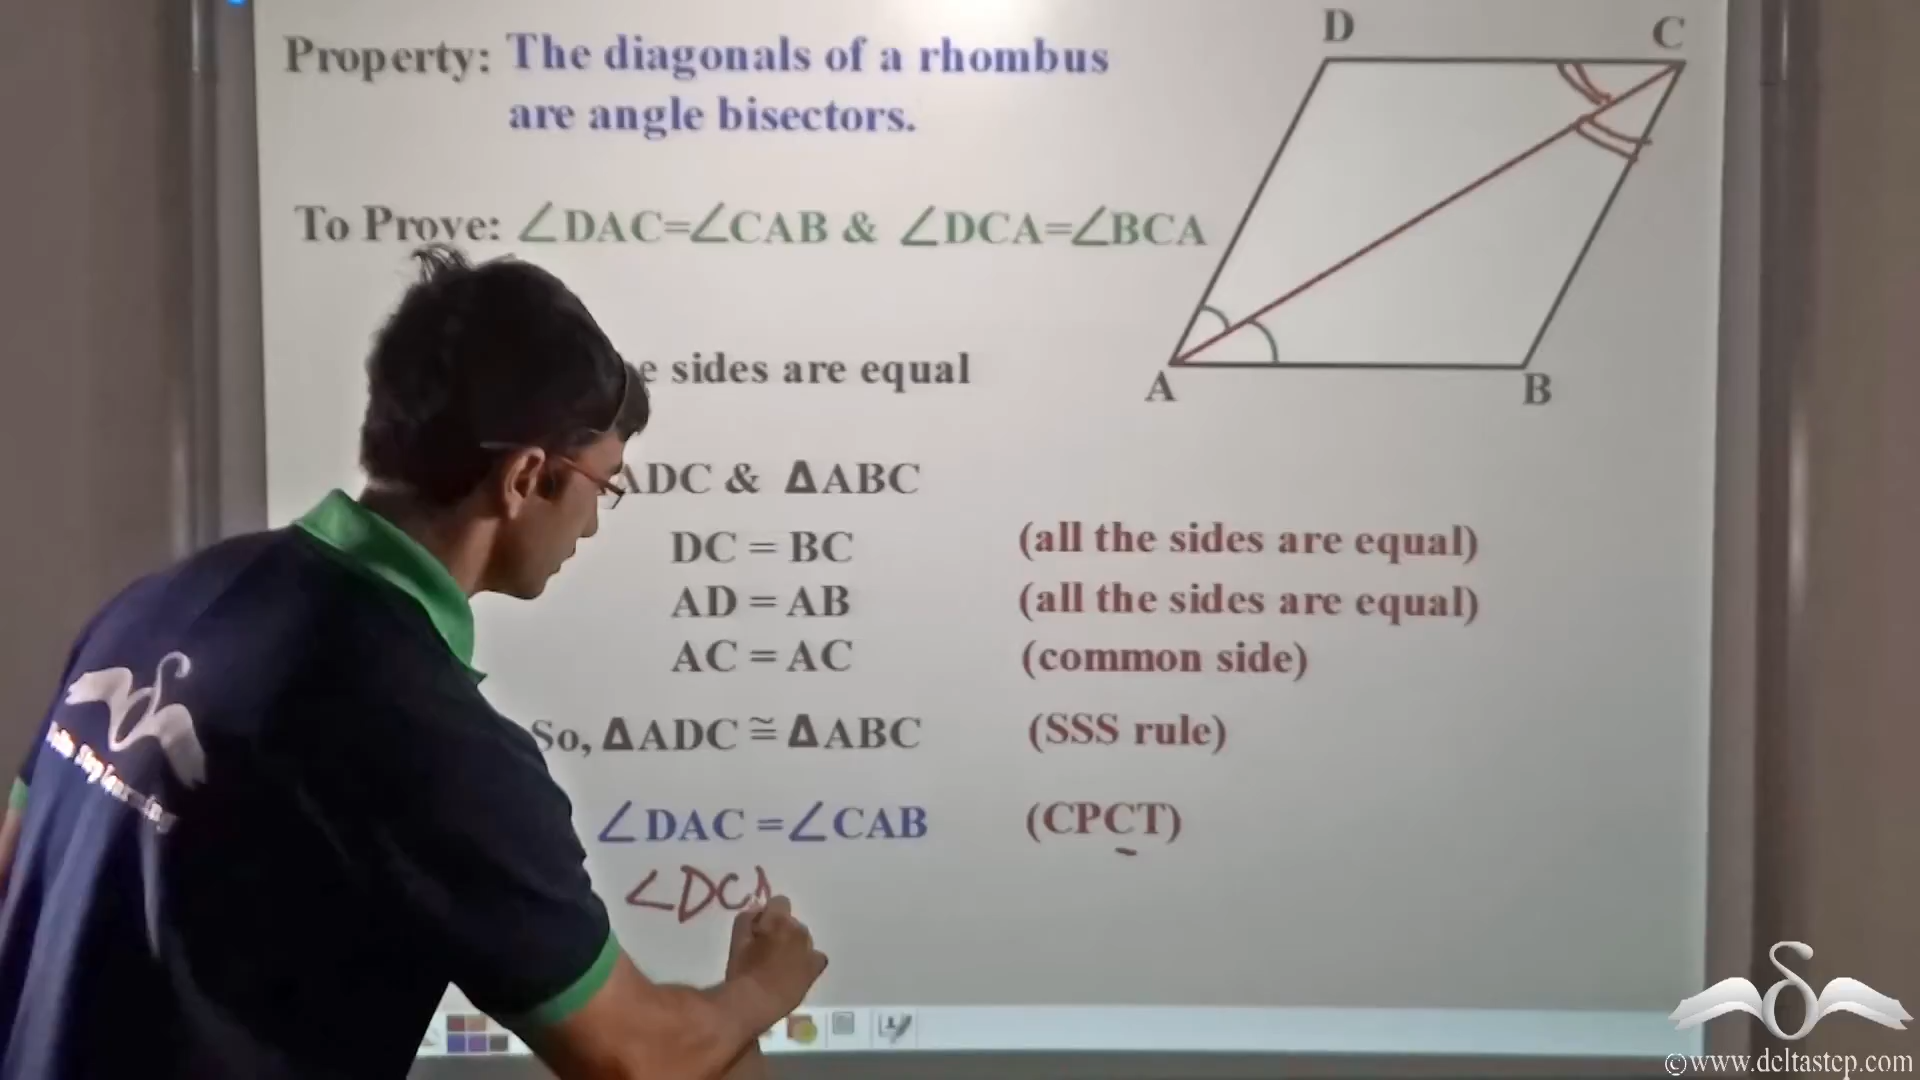 Property: The diagonals of a rhombus
are angle bisectors.
To Prove: ∠DAC=∠CAB & ∠DCA=∠BCA
sides are equal
ADC & ΔABC
DC = BC (all the sides are equal)
AD = AB (all the sides are equal)
AC = AC (common side)
So, ΔADC ≅ ΔABC (SSS rule)
∠DAC =∠CAB (CPCT)
∠DCA
D
C
A
B
©www.deltastep.com